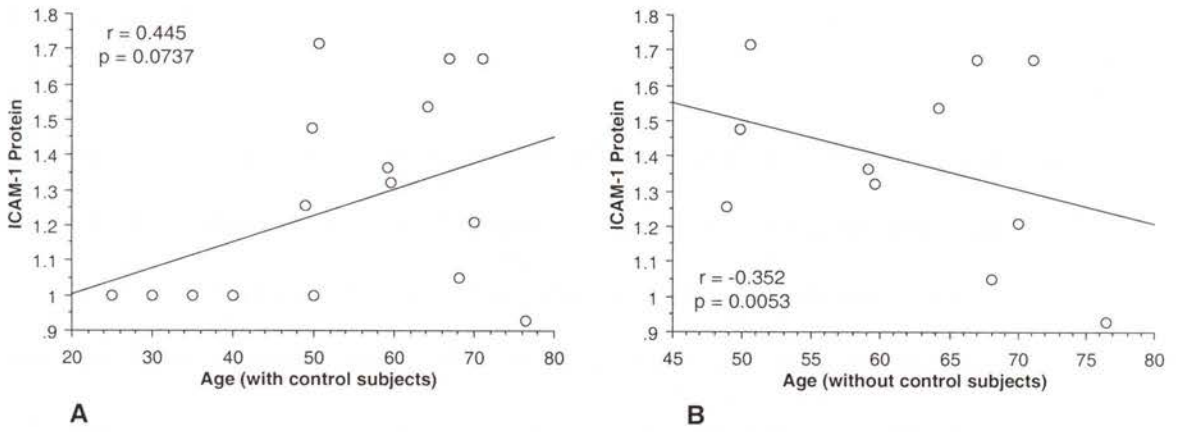 1.8
1.7
1.6
1.5
1.4
1.3
1.2
1.1
1
.9
ICAM-1 Protein
r = 0.445
p = 0.0737
20 30 40 50 60 70 80
Age (with control subjects)
A
1.8
1.7
1.6
1.5
1.4
1.3
1.2
1.1
1
.9
ICAM-1 Protein
r = -0.352
p = 0.0053
45 50 55 60 65 70 75 80
Age (without control subjects)
B